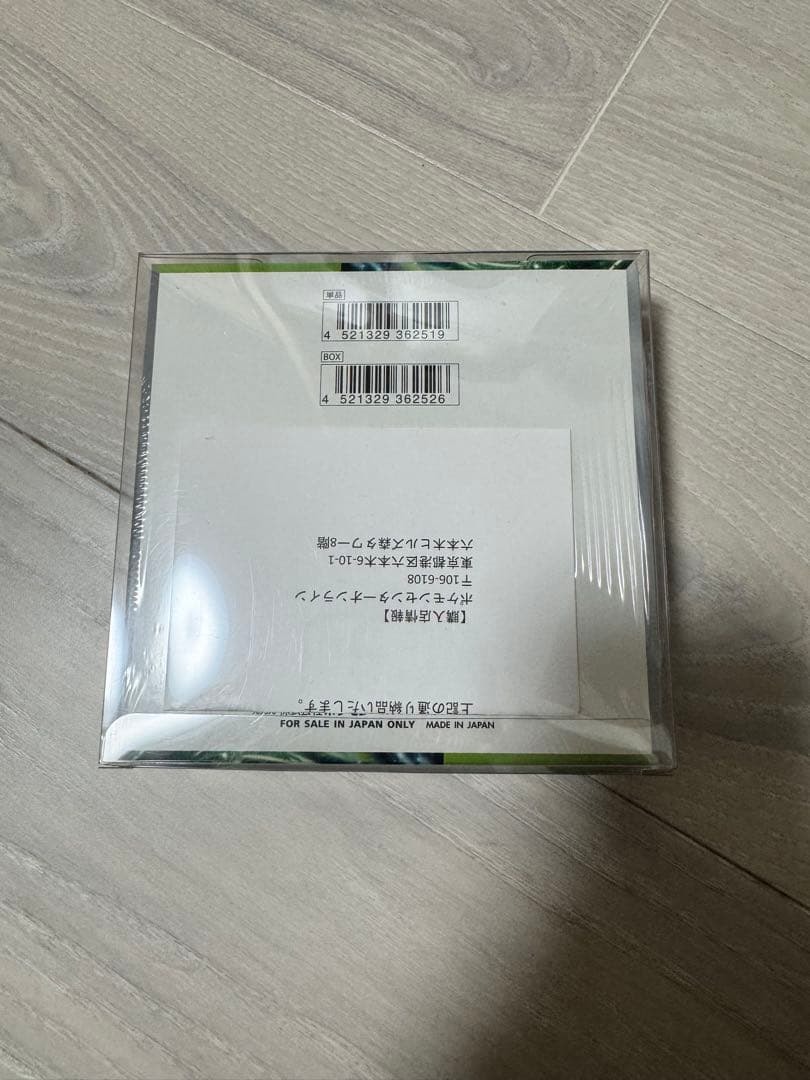 単品
4 521329 362519
BOX
4 521329 362526
上記の通り納品いたします。
【購入店情報】
ポケモンセンターオンライン
〒106-6108
東京都港区六本木6-10-1
六本木ヒルズ森タワー8階
FOR SALE IN JAPAN ONLY MADE IN JAPAN